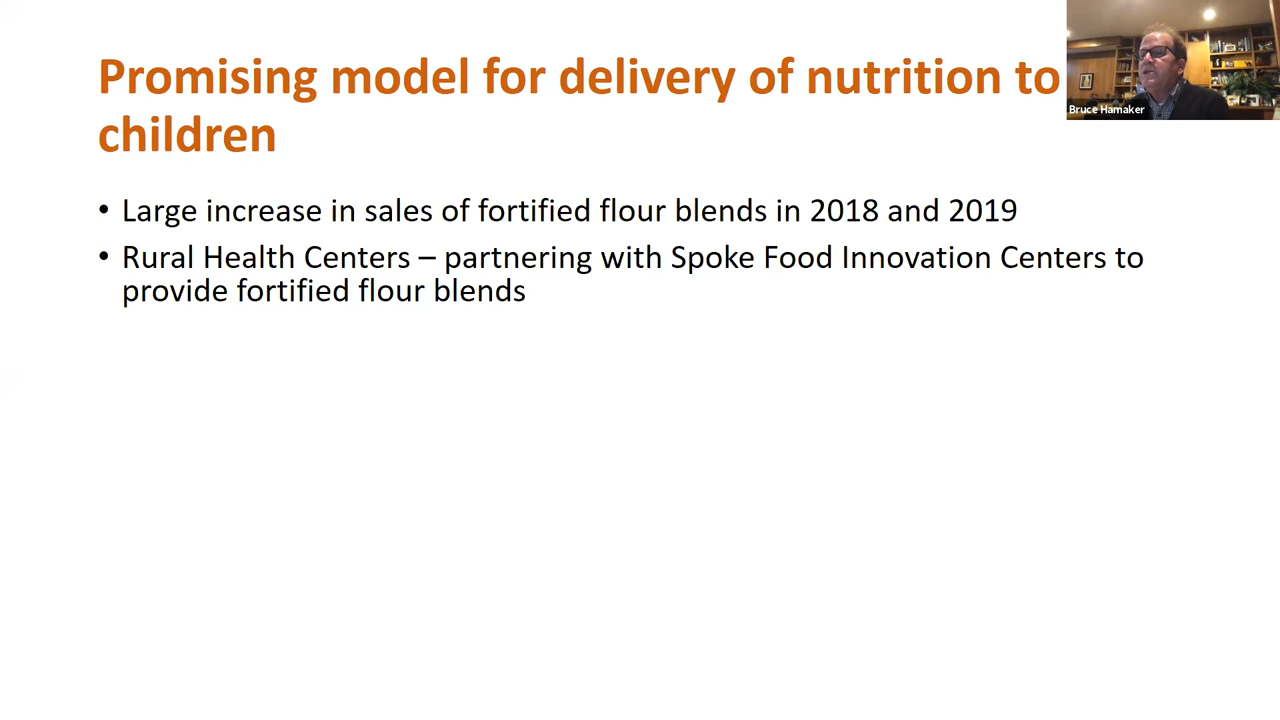 Promising model for delivery of nutrition to
children
• Large increase in sales of fortified flour blends in 2018 and 2019
• Rural Health Centers – partnering with Spoke Food Innovation Centers to
provide fortified flour blends
Bruce Hamaker